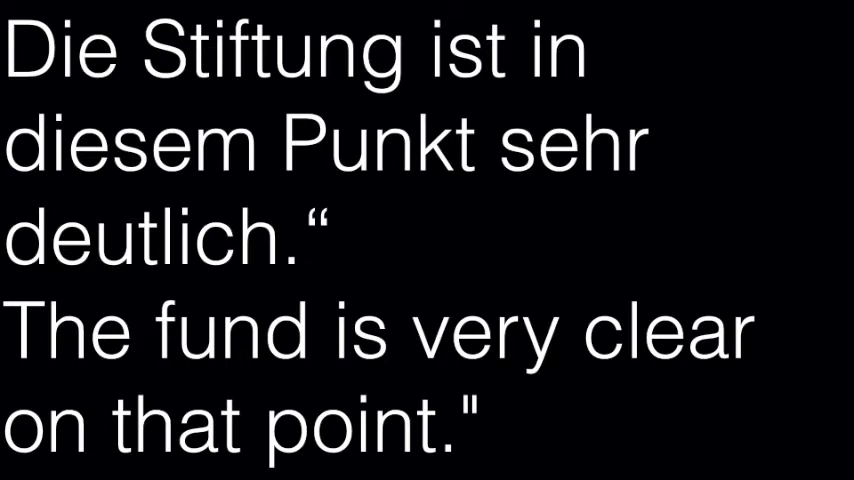 Die Stiftung ist in
diesem Punkt sehr
deutlich.“
The fund is very clear
on that point."